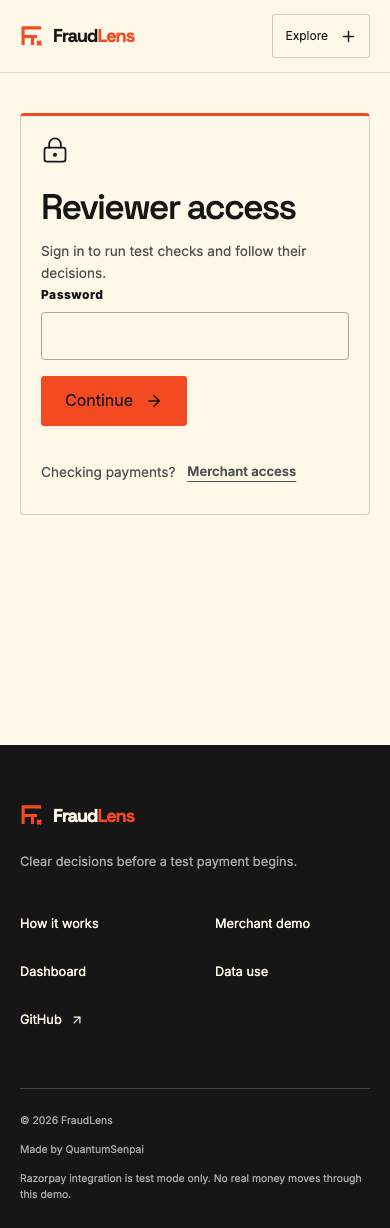 FraudLens
Explore
Reviewer access
Sign in to run test checks and follow their
decisions.
Password
Continue
Checking payments? Merchant access
FraudLens
Clear decisions before a test payment begins.
How it works
Merchant demo
Dashboard
Data use
GitHub
© 2026 FraudLens
Made by QuantumSenpai
Razorpay integration is test mode only. No real money moves through
this demo.